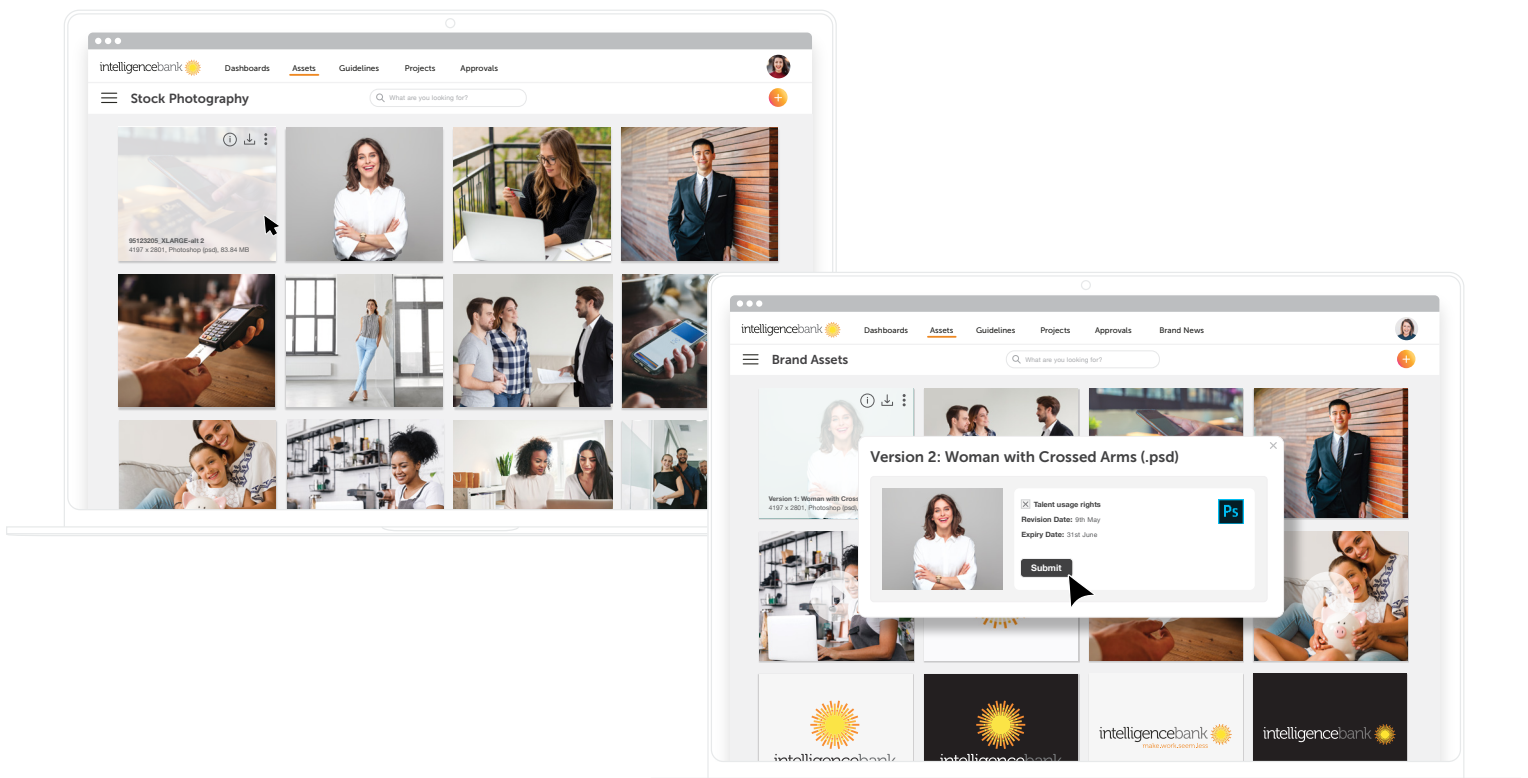 intelligencebank
Dashboards Assets Guidelines Projects Approvals
Stock Photography
What are you looking for?
95123205_XLARGE-alt 2
4197 x 2801, Photoshop (psd), 83.84 MB
intelligencebank
Dashboards Assets Guidelines Projects Approvals Brand News
Brand Assets
What are you looking for?
Version 1: Woman with Cross
4197 x 2801, Photoshop (psd),
Version 2: Woman with Crossed Arms (.psd)
Talent usage rights
Revision Date: 9th May
Expiry Date: 31st June
Ps
Submit
intelligencebank
intelligencebank
intelligencebank
make.work.seem.less
intelligencebank